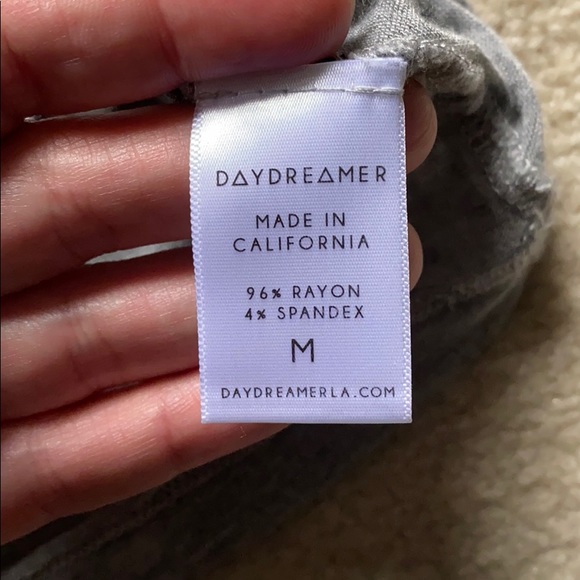 DAYDREAMER
MADE IN
CALIFORNIA
96% RAYON
4% SPANDEX
M
DAYDREAMERLA.COM